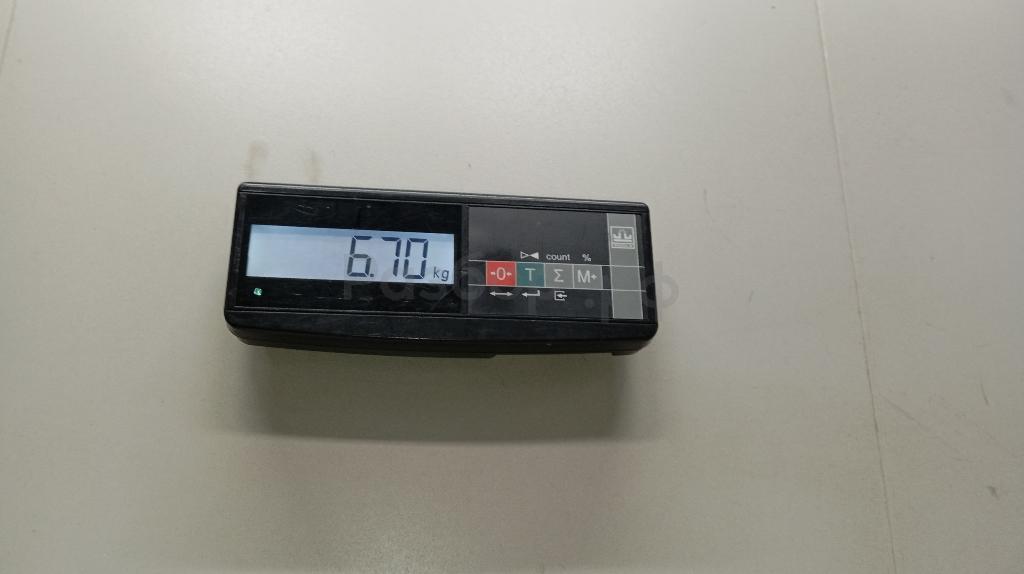 6.70 kg
count %
•0• T Σ M+